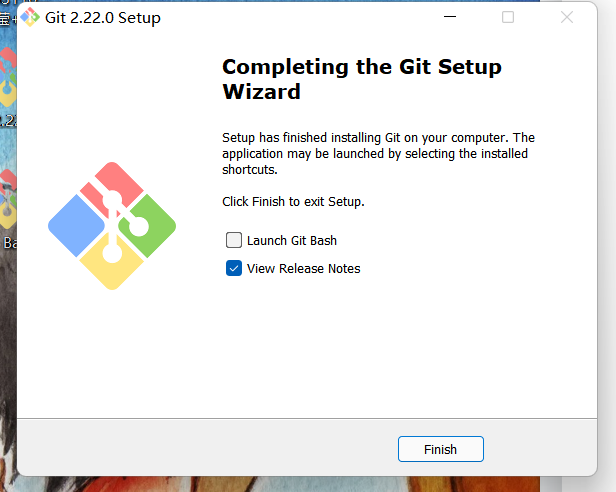 Git 2.22.0 Setup
Completing the Git Setup
Wizard
Setup has finished installing Git on your computer. The
application may be launched by selecting the installed
shortcuts.
Click Finish to exit Setup.
Launch Git Bash
View Release Notes
Finish